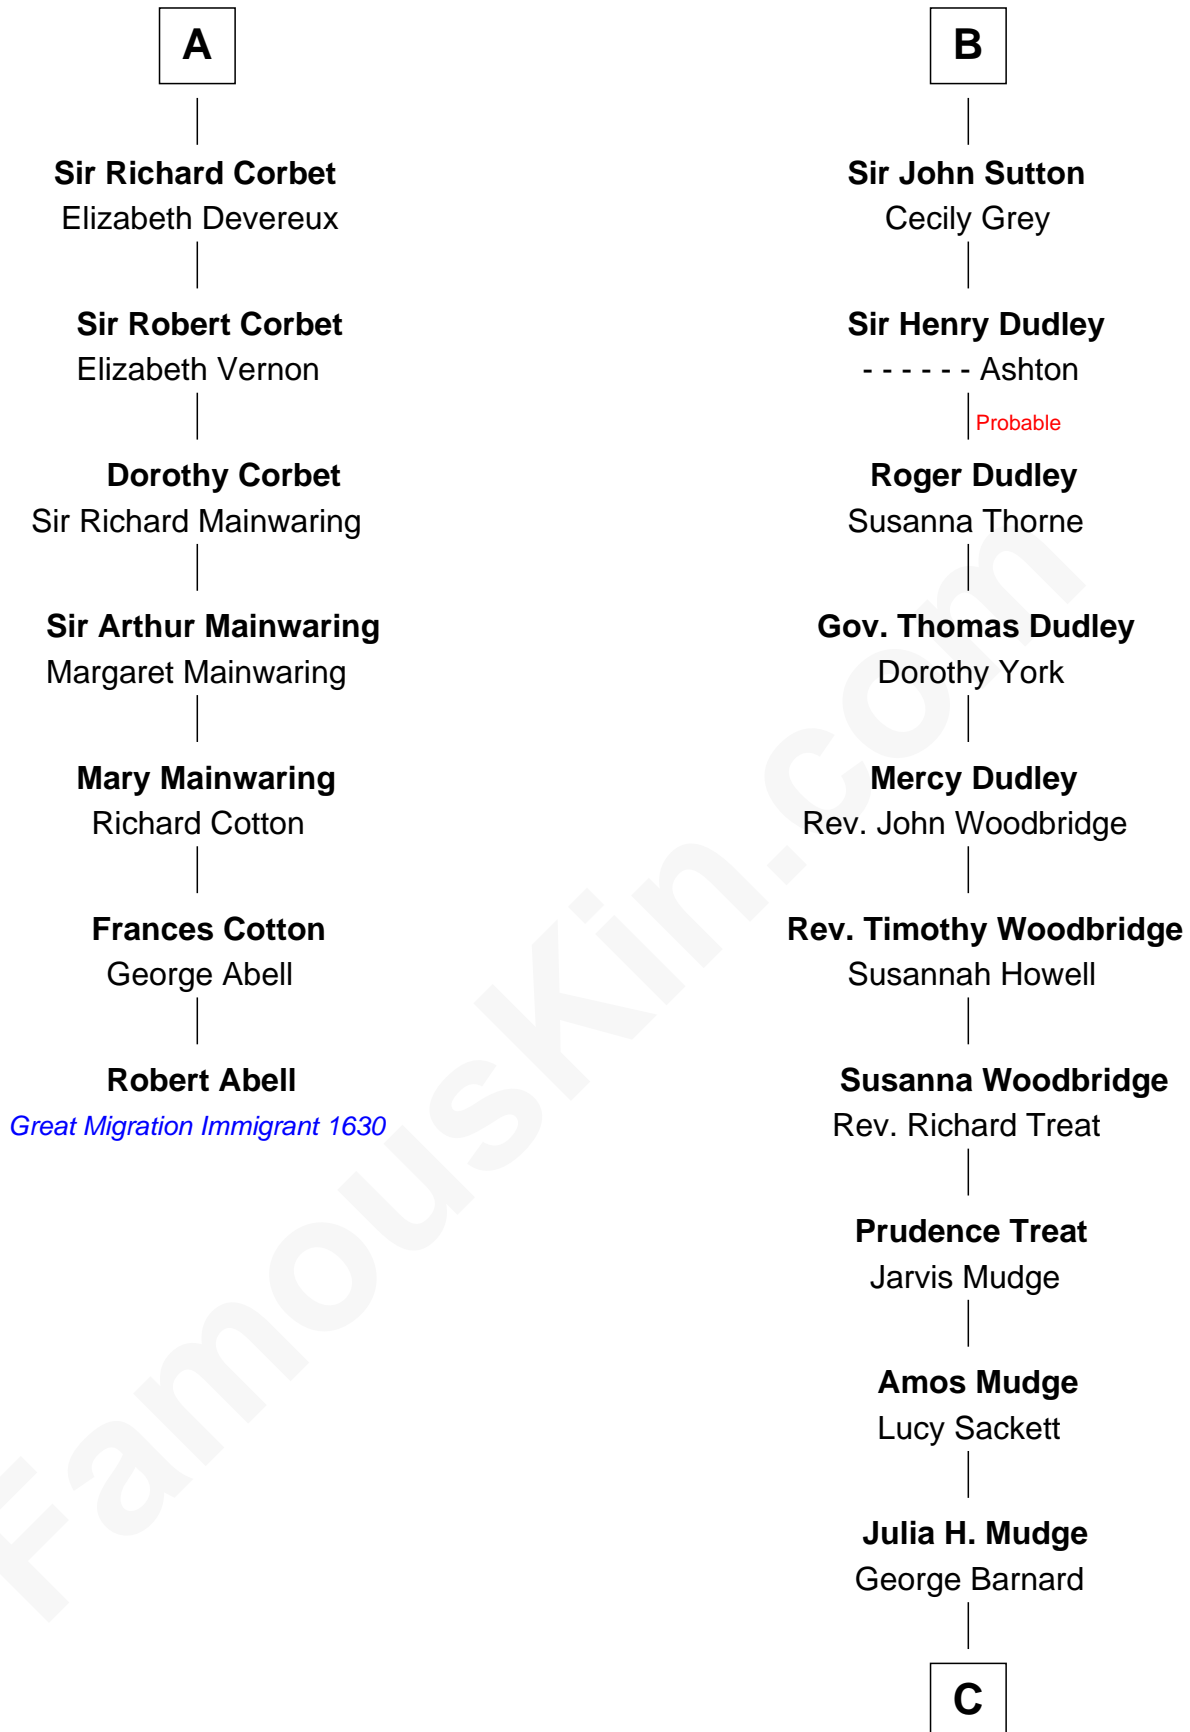 A
Sir Richard Corbet
Elizabeth Devereux
Sir Robert Corbet
Elizabeth Vernon
Dorothy Corbet
Sir Richard Mainwaring
Sir Arthur Mainwaring
Margaret Mainwaring
Mary Mainwaring
Richard Cotton
Frances Cotton
George Abell
Robert Abell
Great Migration Immigrant 1630
B
Sir John Sutton
Cecily Grey
Sir Henry Dudley
- - - - - - Ashton
Probable
Roger Dudley
Susanna Thorne
Gov. Thomas Dudley
Dorothy York
Mercy Dudley
Rev. John Woodbridge
Rev. Timothy Woodbridge
Susannah Howell
Susanna Woodbridge
Rev. Richard Treat
Prudence Treat
Jarvis Mudge
Amos Mudge
Lucy Sackett
Julia H. Mudge
George Barnard
C
FamousKin.com